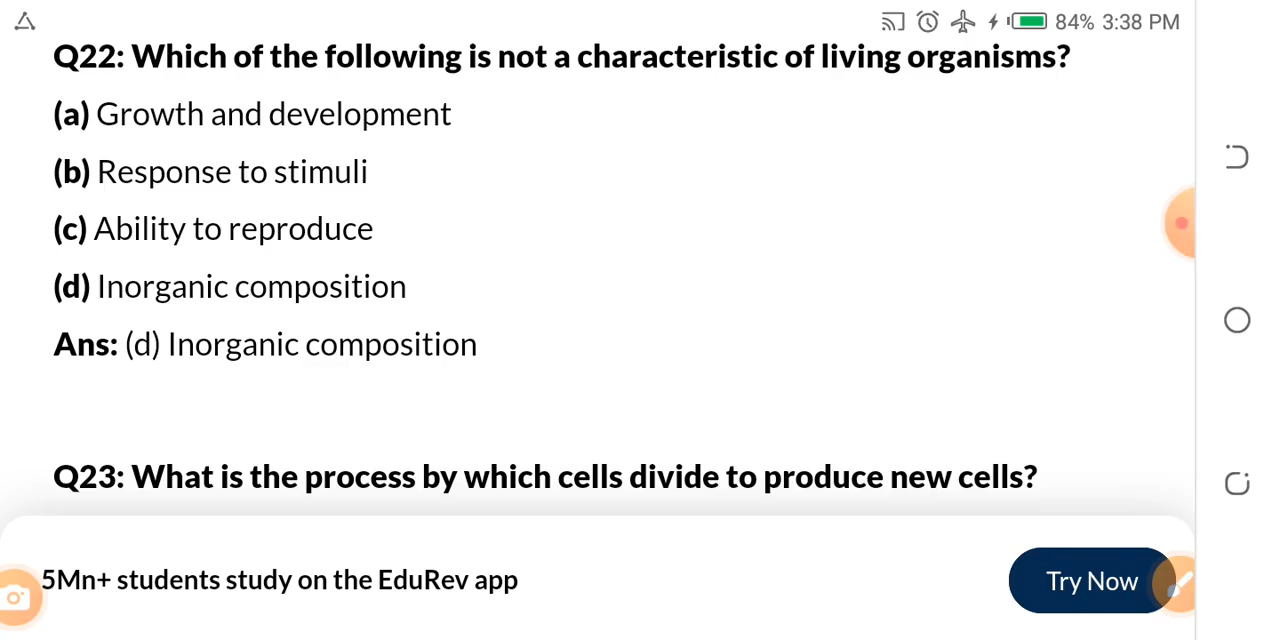 84% 3:38 PM
Q22: Which of the following is not a characteristic of living organisms?
(a) Growth and development
(b) Response to stimuli
(c) Ability to reproduce
(d) Inorganic composition
Ans: (d) Inorganic composition
Q23: What is the process by which cells divide to produce new cells?
5Mn+ students study on the EduRev app
Try Now